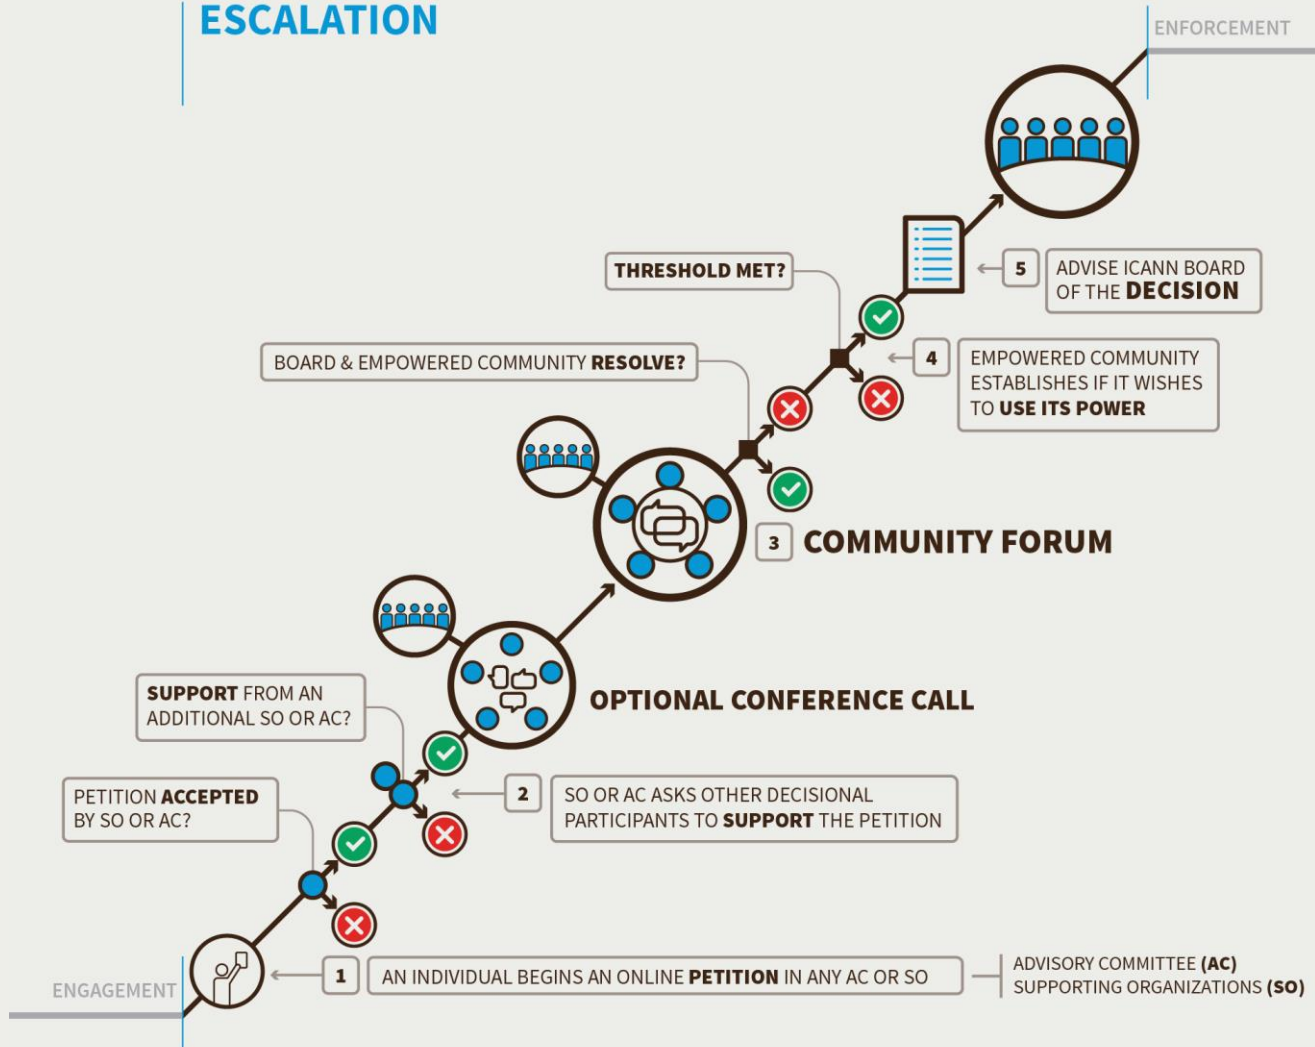 ESCALATION
ENFORCEMENT
THRESHOLD MET?
5
ADVISE ICANN BOARD
OF THE DECISION
BOARD & EMPOWERED COMMUNITY RESOLVE?
4
EMPOWERED COMMUNITY
ESTABLISHES IF IT WISHES
TO USE ITS POWER
3
COMMUNITY FORUM
OPTIONAL CONFERENCE CALL
SUPPORT FROM AN
ADDITIONAL SO OR AC?
2
SO OR AC ASKS OTHER DECISIONAL
PARTICIPANTS TO SUPPORT THE PETITION
PETITION ACCEPTED
BY SO OR AC?
ENGAGEMENT
1
AN INDIVIDUAL BEGINS AN ONLINE PETITION IN ANY AC OR SO
ADVISORY COMMITTEE (AC)
SUPPORTING ORGANIZATIONS (SO)